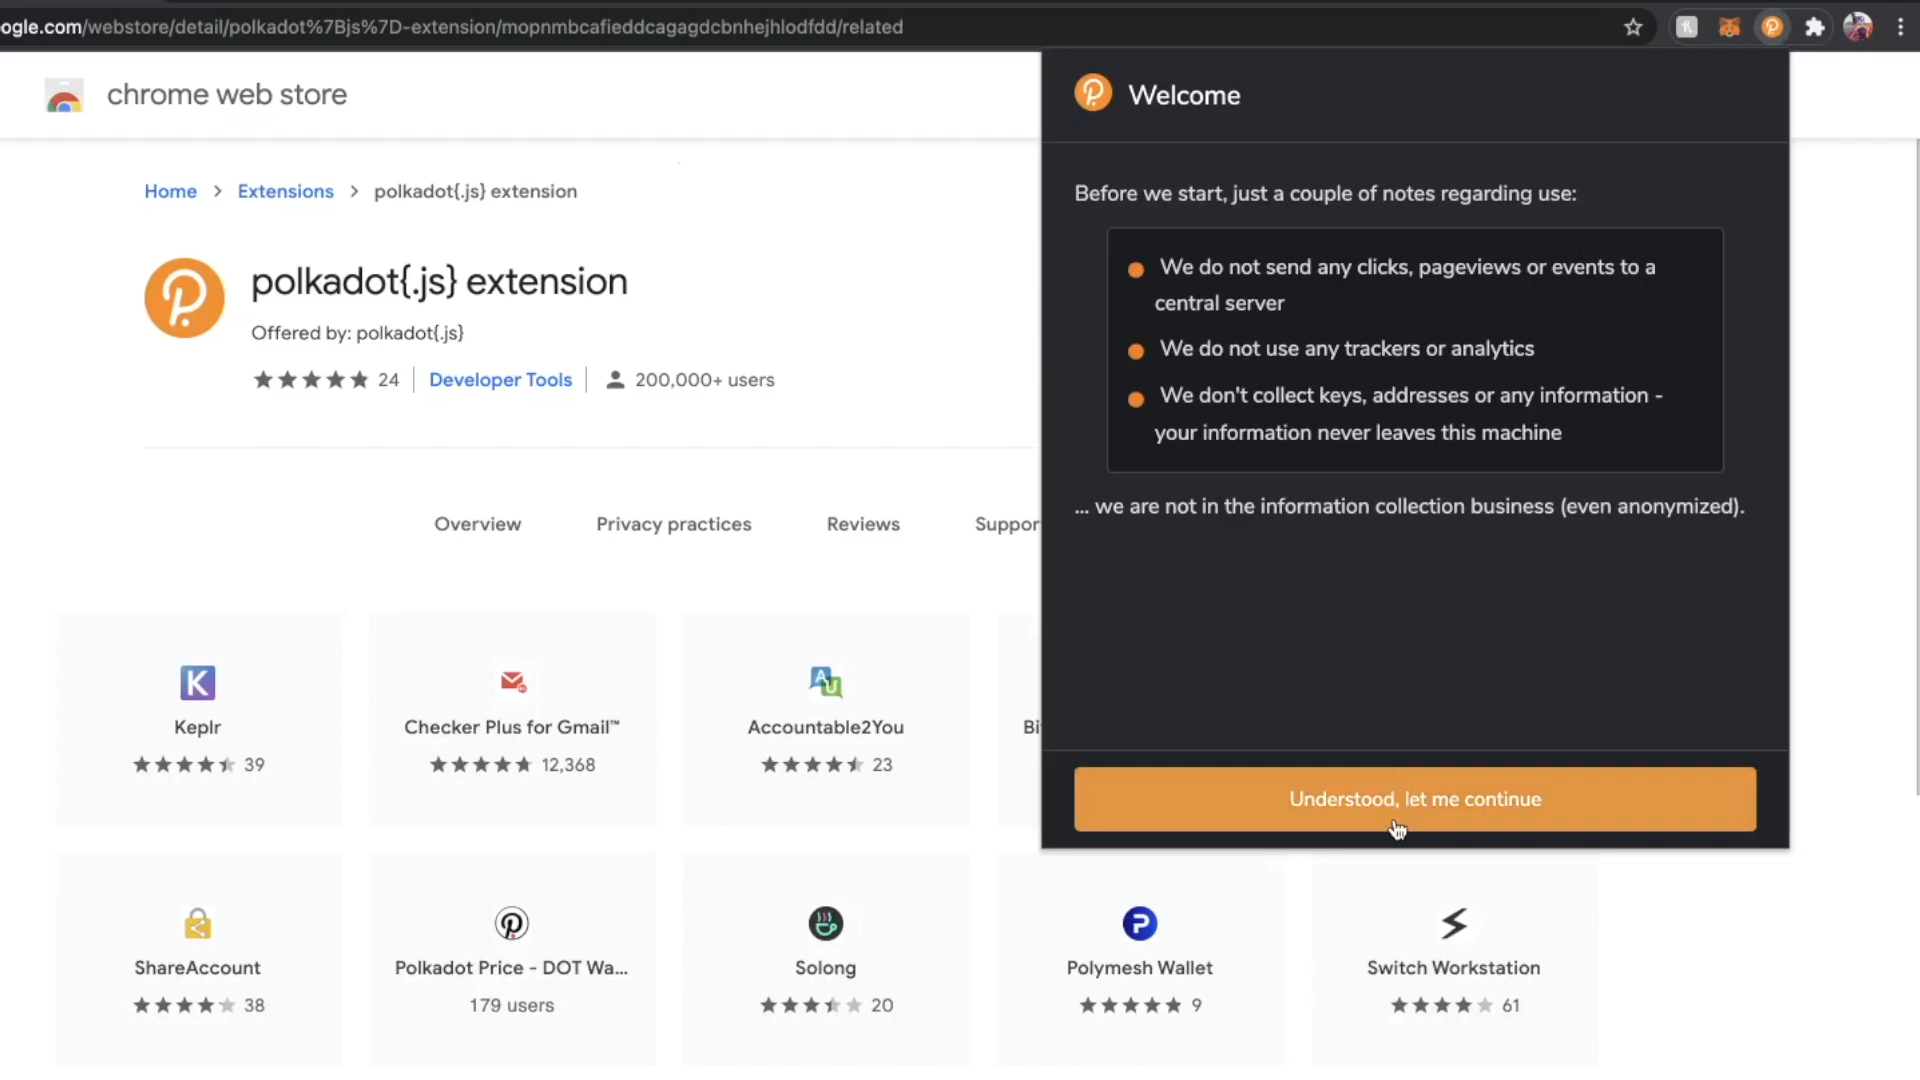 ogle.com/webstore/detail/polkadot%7Bjs%7D-extension/mopnmbcafieddcagagdcbnhejhlodfdd/related
chrome web store
Home > Extensions > polkadot{.js} extension
polkadot{.js} extension
Offered by: polkadot{.js}
24 | Developer Tools | 200,000+ users
Overview
Privacy practices
Reviews
Suppor
Keplr
39
Checker Plus for Gmail™
12,368
Accountable2You
23
Bi
ShareAccount
38
Polkadot Price - DOT Wa...
179 users
Solong
20
Polymesh Wallet
9
Switch Workstation
61
Welcome
Before we start, just a couple of notes regarding use:
We do not send any clicks, pageviews or events to a
central server
We do not use any trackers or analytics
We don't collect keys, addresses or any information -
your information never leaves this machine
... we are not in the information collection business (even anonymized).
Understood, let me continue